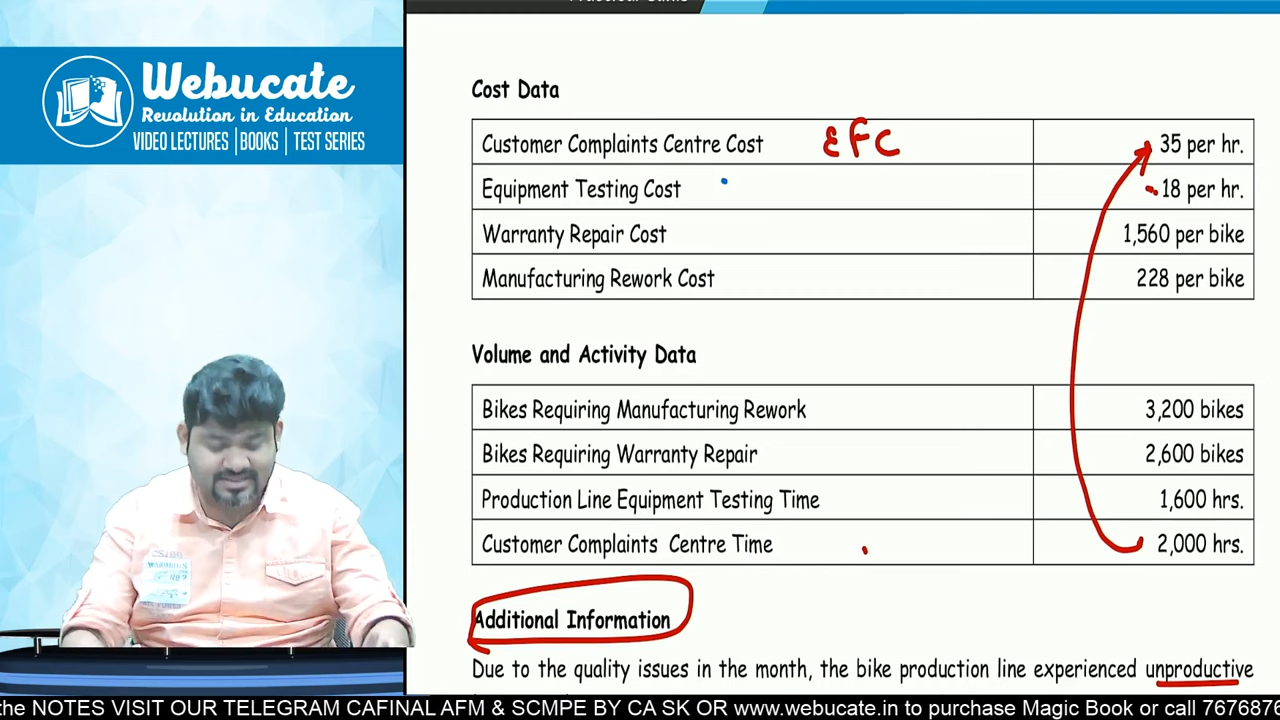 Webucate
Revolution in Education
VIDEO LECTURES | BOOKS | TEST SERIES
Cost Data
Customer Complaints Centre Cost EFC 35 per hr.
Equipment Testing Cost 18 per hr.
Warranty Repair Cost 1,560 per bike
Manufacturing Rework Cost 228 per bike
Volume and Activity Data
Bikes Requiring Manufacturing Rework 3,200 bikes
Bikes Requiring Warranty Repair 2,600 bikes
Production Line Equipment Testing Time 1,600 hrs.
Customer Complaints Centre Time 2,000 hrs.
Additional Information
Due to the quality issues in the month, the bike production line experienced unproductive
the NOTES VISIT OUR TELEGRAM CAFINAL AFM & SCMPE BY CA SK OR www.webucate.in to purchase Magic Book or call 7676876